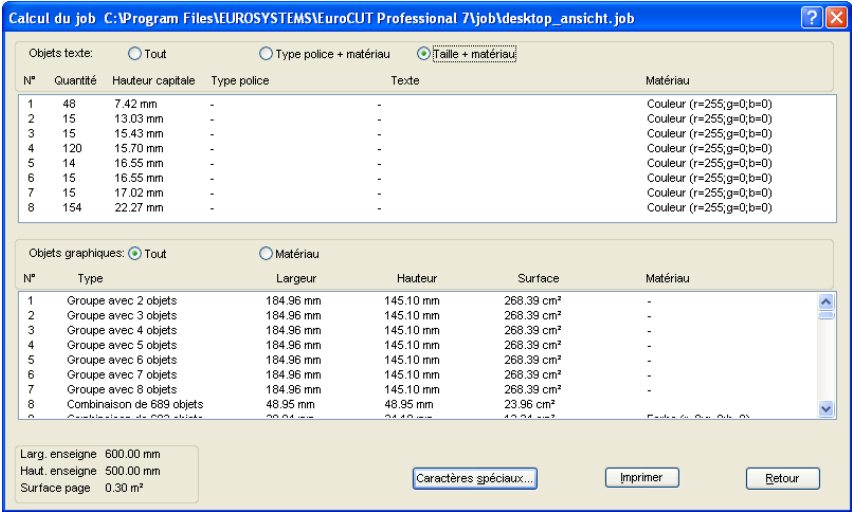 Calcul du job C:\Program Files\EUROSYSTEMS\EuroCUT Professional 7\job\desktop_ansicht.job
Objets texte: Tout Type police + matériau Taille + matériau
N° Quantité Hauteur capitale Type police Texte Matériau
1 48 7.42 mm - - Couleur (r=255;g=0;b=0)
2 15 13.03 mm - - Couleur (r=255;g=0;b=0)
3 15 15.43 mm - - Couleur (r=255;g=0;b=0)
4 120 15.70 mm - - Couleur (r=255;g=0;b=0)
5 14 16.55 mm - - Couleur (r=255;g=0;b=0)
6 15 16.55 mm - - Couleur (r=255;g=0;b=0)
7 15 17.02 mm - - Couleur (r=255;g=0;b=0)
8 154 22.27 mm - - Couleur (r=255;g=0;b=0)
Objets graphiques: Tout Matériau
N° Type Largeur Hauteur Surface Matériau
1 Groupe avec 2 objets 184.96 mm 145.10 mm 268.39 cm² -
2 Groupe avec 3 objets 184.96 mm 145.10 mm 268.39 cm² -
3 Groupe avec 4 objets 184.96 mm 145.10 mm 268.39 cm² -
4 Groupe avec 5 objets 184.96 mm 145.10 mm 268.39 cm² -
5 Groupe avec 6 objets 184.96 mm 145.10 mm 268.39 cm² -
6 Groupe avec 7 objets 184.96 mm 145.10 mm 268.39 cm² -
7 Groupe avec 8 objets 184.96 mm 145.10 mm 268.39 cm² -
8 Combinaison de 689 objets 48.95 mm 48.95 mm 23.96 cm²
Larg. enseigne 600.00 mm
Haut. enseigne 500.00 mm
Surface page 0.30 m²
Caractères spéciaux... Imprimer Retour